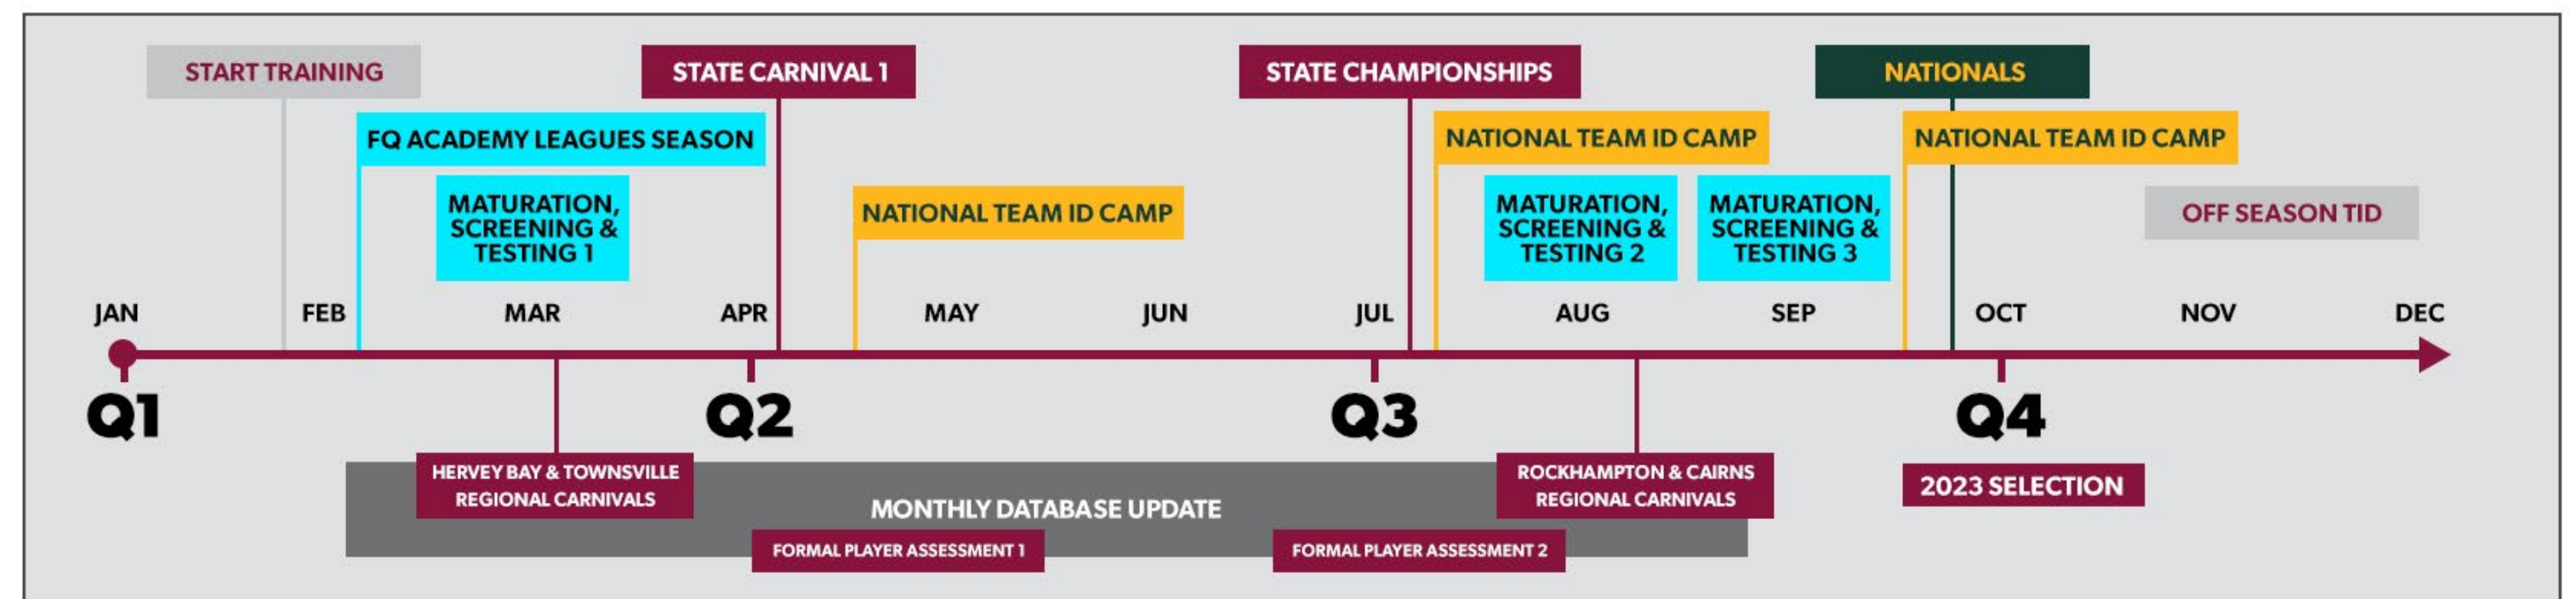 START TRAINING
STATE CARNIVAL 1
STATE CHAMPIONSHIPS
NATIONALS
FQ ACADEMY LEAGUES SEASON
NATIONAL TEAM ID CAMP
NATIONAL TEAM ID CAMP
MATURATION,
SCREENING &
TESTING 1
NATIONAL TEAM ID CAMP
MATURATION,
SCREENING &
TESTING 2
MATURATION,
SCREENING &
TESTING 3
OFF SEASON TID
JAN FEB MAR APR MAY JUN JUL AUG SEP OCT NOV DEC
Q1 Q2 Q3 Q4
HERVEY BAY & TOWNSVILLE
REGIONAL CARNIVALS
MONTHLY DATABASE UPDATE
ROCKHAMPTON & CAIRNS
REGIONAL CARNIVALS
2023 SELECTION
FORMAL PLAYER ASSESSMENT 1
FORMAL PLAYER ASSESSMENT 2